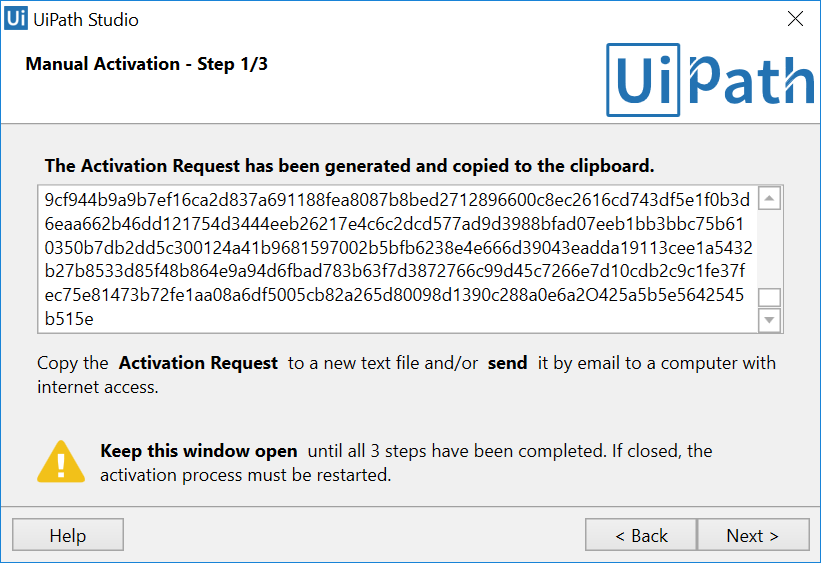 Ui UiPath Studio
Manual Activation - Step 1/3
UiPath
The Activation Request has been generated and copied to the clipboard.
9cf944b9a9b7ef16ca2d837a691188fea8087b8bed2712896600c8ec2616cd743df5e1f0b3d
6eaa662b46dd121754d3444eeb26217e4c6c2dcd577ad9d3988bfad07eeb1bb3bbc75b61
0350b7db2dd5c300124a41b9681597002b5bfb6238e4e666d39043eadda19113cee1a5432
b27b8533d85f48b864e9a94d6fbad783b63f7d3872766c99d45c7266e7d10cdb2c9c1fe37f
ec75e81473b72fe1aa08a6df5005cb82a265d80098d1390c288a0e6a2O425a5b5e5642545
b515e
Copy the Activation Request to a new text file and/or send it by email to a computer with
internet access.
Keep this window open until all 3 steps have been completed. If closed, the
activation process must be restarted.
Help
< Back
Next >